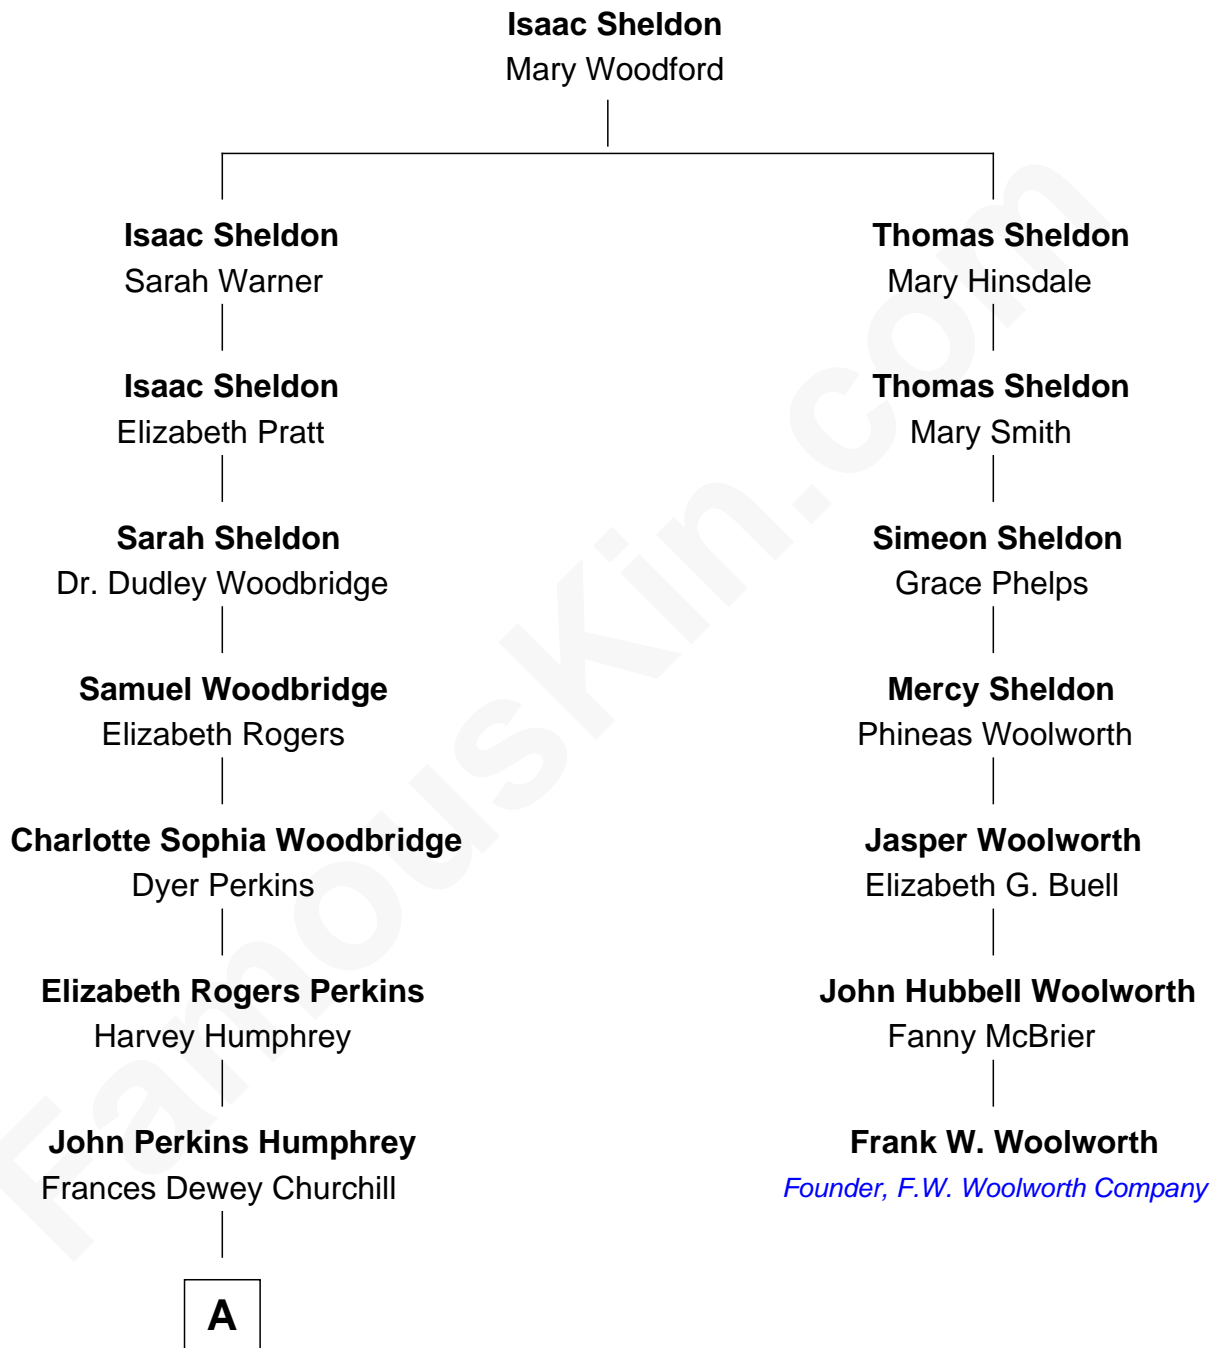 Isaac Sheldon
Mary Woodford
Isaac Sheldon
Sarah Warner
Thomas Sheldon
Mary Hinsdale
Isaac Sheldon
Elizabeth Pratt
Thomas Sheldon
Mary Smith
Sarah Sheldon
Dr. Dudley Woodbridge
Simeon Sheldon
Grace Phelps
Samuel Woodbridge
Elizabeth Rogers
Mercy Sheldon
Phineas Woolworth
Charlotte Sophia Woodbridge
Dyer Perkins
Jasper Woolworth
Elizabeth G. Buell
Elizabeth Rogers Perkins
Harvey Humphrey
John Hubbell Woolworth
Fanny McBrier
John Perkins Humphrey
Frances Dewey Churchill
Frank W. Woolworth
Founder, F.W. Woolworth Company
A
FamousKin.com